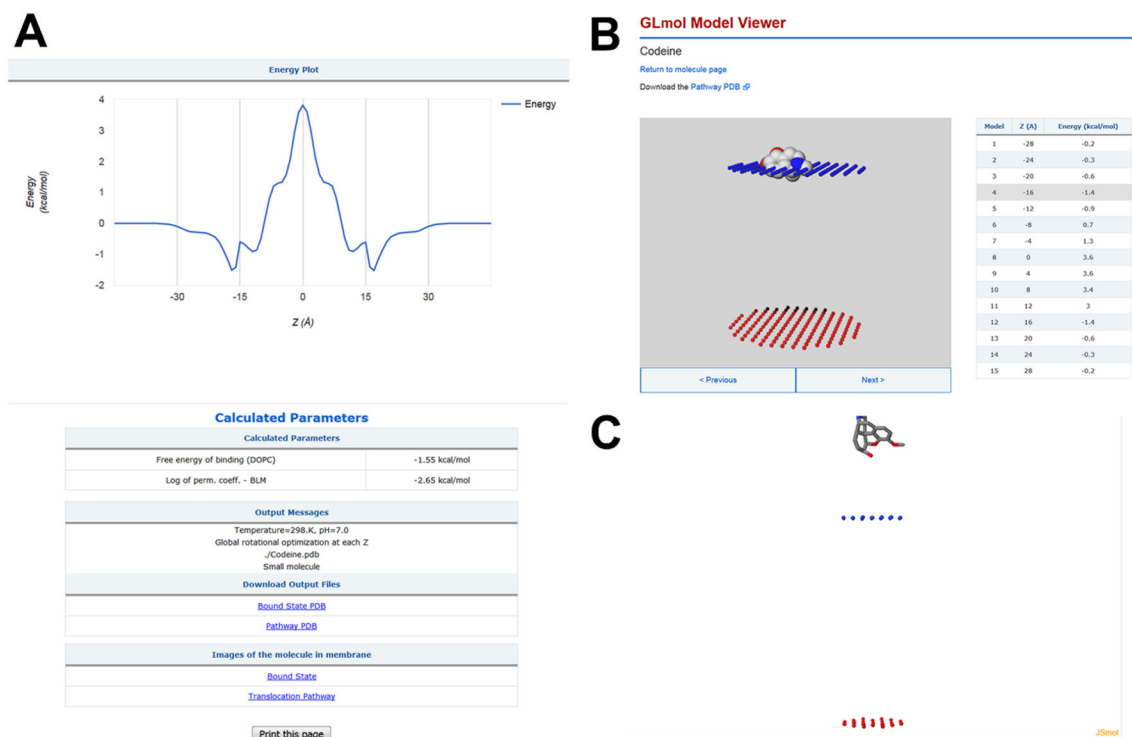 A
Energy Plot
4
3
2
1
0
-1
-2
Energy
(kcal/mol)
-30 -15 0 15 30
Z (Å)
Energy
Calculated Parameters
Calculated Parameters
Free energy of binding (DOPC) -1.55 kcal/mol
Log of perm. coeff. - BLM -2.65 kcal/mol
Output Messages
Temperature=298.K, pH=7.0
Global rotational optimization at each Z
./Codeine.pdb
Small molecule
Download Output Files
Bound State PDB
Pathway PDB
Images of the molecule in membrane
Bound State
Translocation Pathway
Print this page
B
GLmol Model Viewer
Codeine
Return to molecule page
Download the Pathway PDB
< Previous Next >
Model Z (A) Energy (kcal/mol)
1 -28 -0.2
2 -24 -0.3
3 -20 -0.6
4 -16 -1.4
5 -12 -0.9
6 -8 0.7
7 -4 1.3
8 0 3.6
9 4 3.6
10 8 3.4
11 12 3
12 16 -1.4
13 20 -0.6
14 24 -0.3
15 28 -0.2
C
JSmol